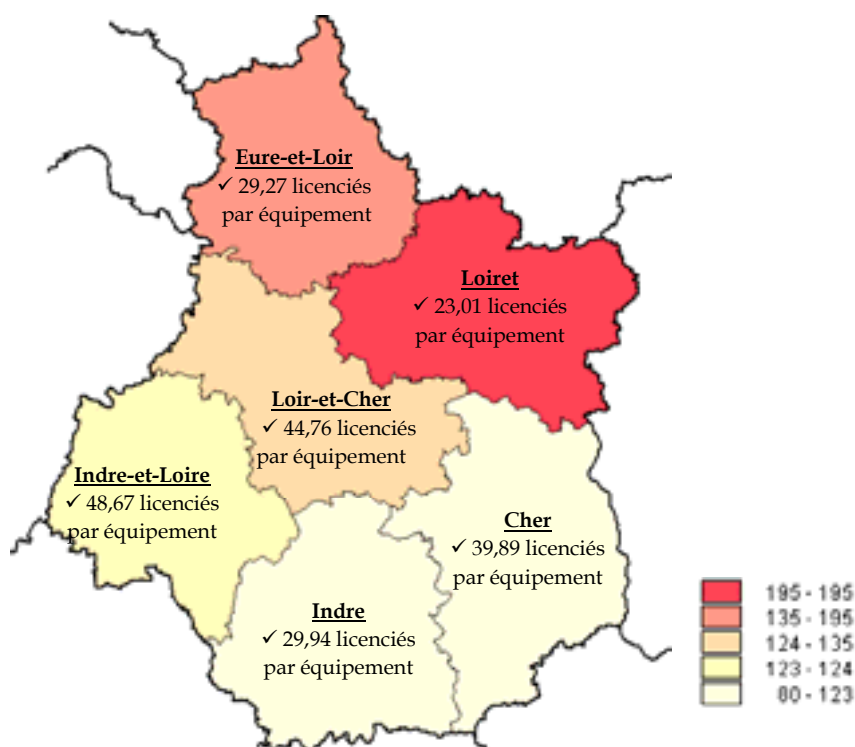 Eure-et-Loir
✓ 29,27 licenciés
par équipement
Loiret
✓ 23,01 licenciés
par équipement
Loir-et-Cher
✓ 44,76 licenciés
par équipement
Indre-et-Loire
✓ 48,67 licenciés
par équipement
Cher
✓ 39,89 licenciés
par équipement
Indre
✓ 29,94 licenciés
par équipement
195 - 195
135 - 195
124 - 135
123 - 124
80 - 123